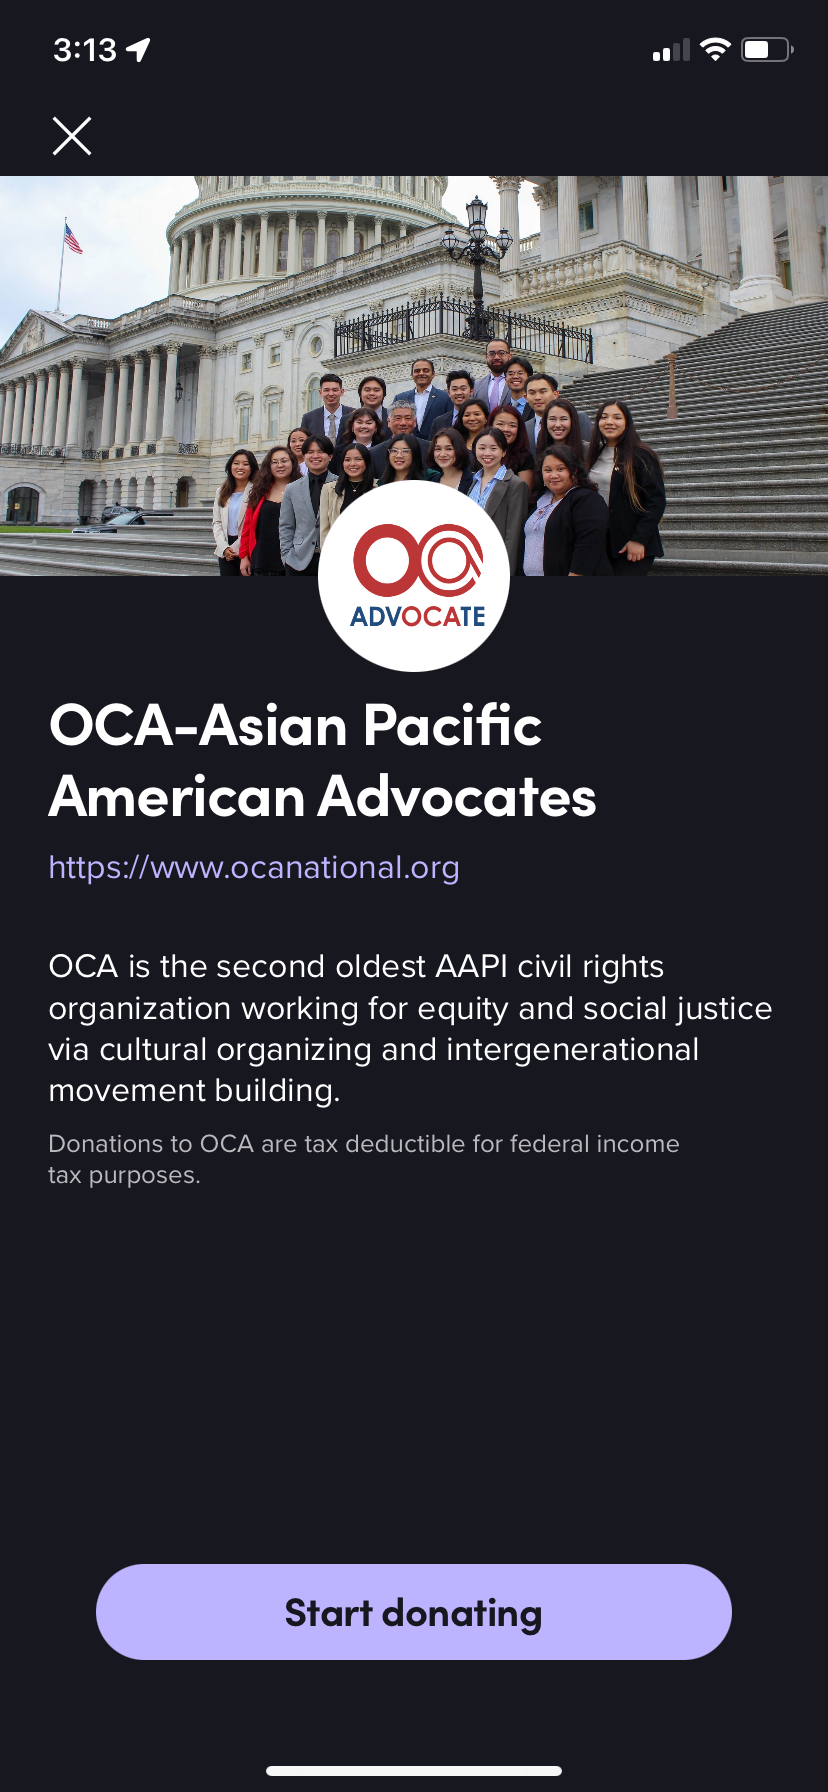 3:13
OCA
ADVOCATE
OCA-Asian Pacific
American Advocates
https://www.ocanational.org
OCA is the second oldest AAPI civil rights
organization working for equity and social justice
via cultural organizing and intergenerational
movement building.
Donations to OCA are tax deductible for federal income
tax purposes.
Start donating